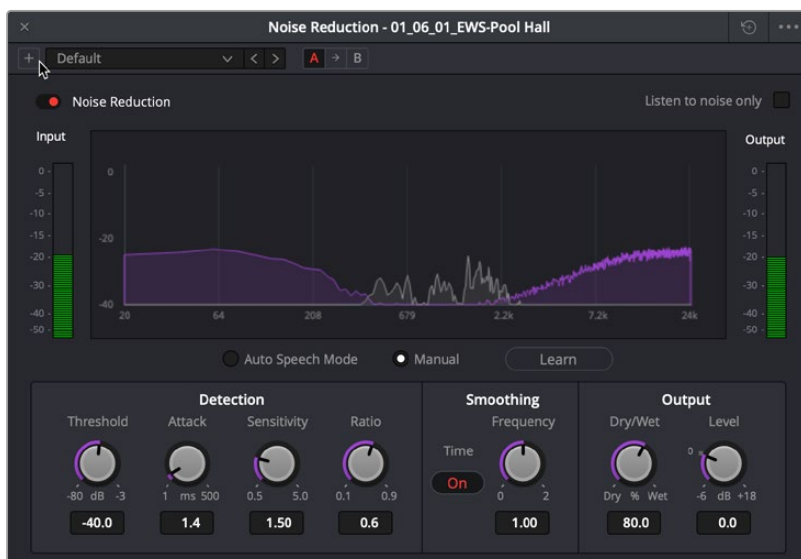 Noise Reduction - 01_06_01_EWS-Pool Hall
Default
A
B
Noise Reduction
Listen to noise only
Input
Output
0
-5
-10
-15
-20
-30
-40
-50
0
-20
-40
20 64 208 679 2.2k 7.2k 24k
0
-5
-10
-15
-20
-30
-40
-50
Auto Speech Mode Manual Learn
Detection
Threshold Attack Sensitivity Ratio
-80 dB -3 1 ms 500 0.5 5.0 0.1 0.9
-40.0 1.4 1.50 0.6
Smoothing
Frequency
Time
On
0 2
1.00
Output
Dry/Wet Level
0
Dry % Wet -6 dB +18
80.0 0.0